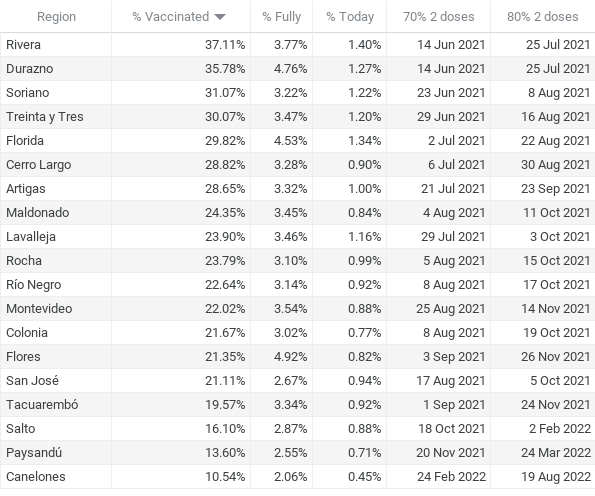 Region % Vaccinated % Fully % Today 70% 2 doses 80% 2 doses
Rivera 37.11% 3.77% 1.40% 14 Jun 2021 25 Jul 2021
Durazno 35.78% 4.76% 1.27% 14 Jun 2021 25 Jul 2021
Soriano 31.07% 3.22% 1.22% 23 Jun 2021 8 Aug 2021
Treinta y Tres 30.07% 3.47% 1.20% 29 Jun 2021 16 Aug 2021
Florida 29.82% 4.53% 1.34% 2 Jul 2021 22 Aug 2021
Cerro Largo 28.82% 3.28% 0.90% 6 Jul 2021 30 Aug 2021
Artigas 28.65% 3.32% 1.00% 21 Jul 2021 23 Sep 2021
Maldonado 24.35% 3.45% 0.84% 4 Aug 2021 11 Oct 2021
Lavalleja 23.90% 3.46% 1.16% 29 Jul 2021 3 Oct 2021
Rocha 23.79% 3.10% 0.99% 5 Aug 2021 15 Oct 2021
Río Negro 22.64% 3.14% 0.92% 8 Aug 2021 17 Oct 2021
Montevideo 22.02% 3.54% 0.88% 25 Aug 2021 14 Nov 2021
Colonia 21.67% 3.02% 0.77% 8 Aug 2021 19 Oct 2021
Flores 21.35% 4.92% 0.82% 3 Sep 2021 26 Nov 2021
San José 21.11% 2.67% 0.94% 17 Aug 2021 5 Oct 2021
Tacuarembó 19.57% 3.34% 0.92% 1 Sep 2021 24 Nov 2021
Salto 16.10% 2.87% 0.88% 18 Oct 2021 2 Feb 2022
Paysandú 13.60% 2.55% 0.71% 20 Nov 2021 24 Mar 2022
Canelones 10.54% 2.06% 0.45% 24 Feb 2022 19 Aug 2022